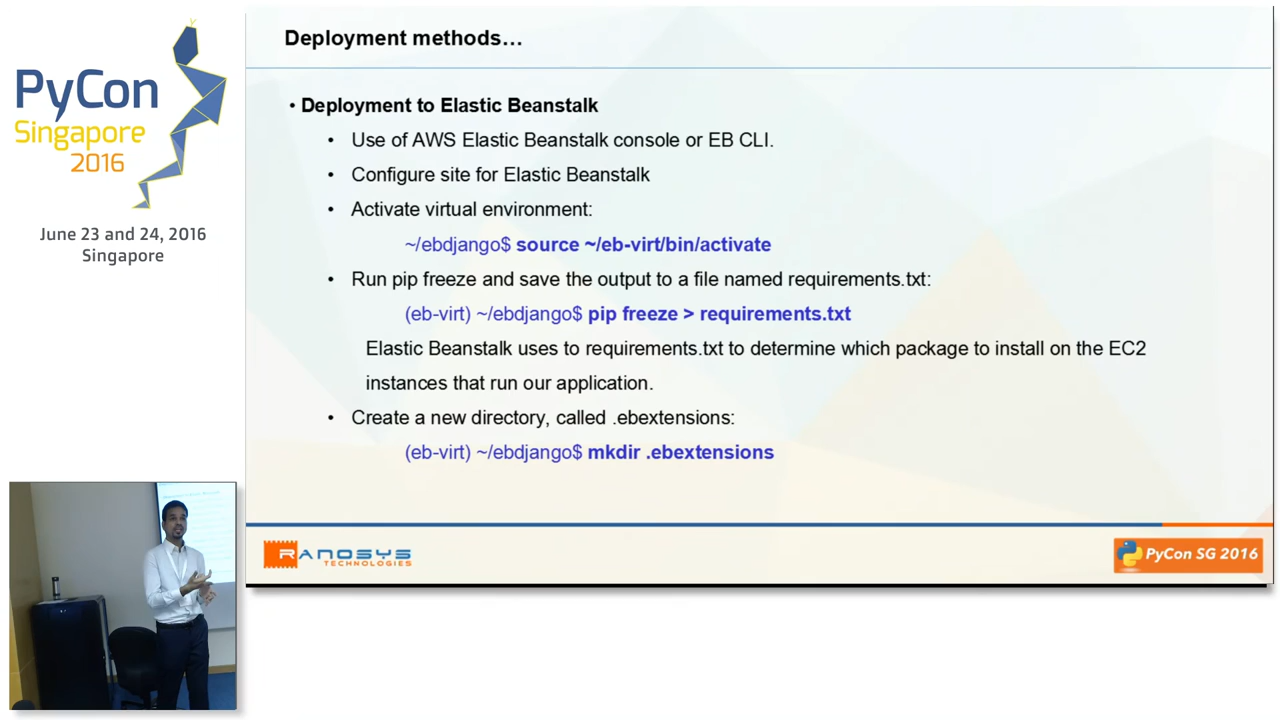 PyCon
Singapore
2016
June 23 and 24, 2016
Singapore
Deployment methods...
• Deployment to Elastic Beanstalk
• Use of AWS Elastic Beanstalk console or EB CLI.
• Configure site for Elastic Beanstalk
• Activate virtual environment:
~/ebdjango$ source ~/eb-virt/bin/activate
• Run pip freeze and save the output to a file named requirements.txt:
(eb-virt) ~/ebdjango$ pip freeze > requirements.txt
Elastic Beanstalk uses to requirements.txt to determine which package to install on the EC2
instances that run our application.
• Create a new directory, called .ebextensions:
(eb-virt) ~/ebdjango$ mkdir .ebextensions
RANOSYS
TECHNOLOGIES
PyCon SG 2016